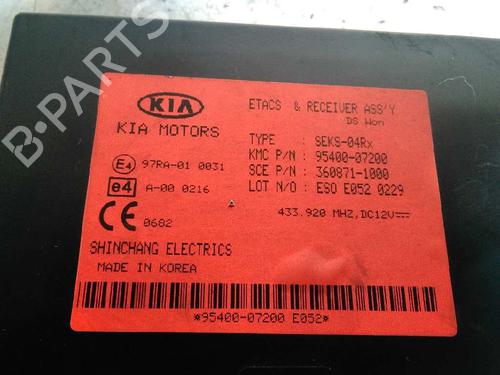 B-PARTS
KIA
KIA MOTORS
ETACS & RECEIVER ASS'Y
DS Won
TYPE : SEKS-04Rx
KMC P/N : 95400-07200
SCE P/N : 360871-1000
LOT N/O : ESO E052 0229
E4 97RA-01 0031
e4 A-00 0216
CE 0682
433.920 MHZ,DC12V
SHINCHANG ELECTRICS
MADE IN KOREA
*95400-07200 E052*